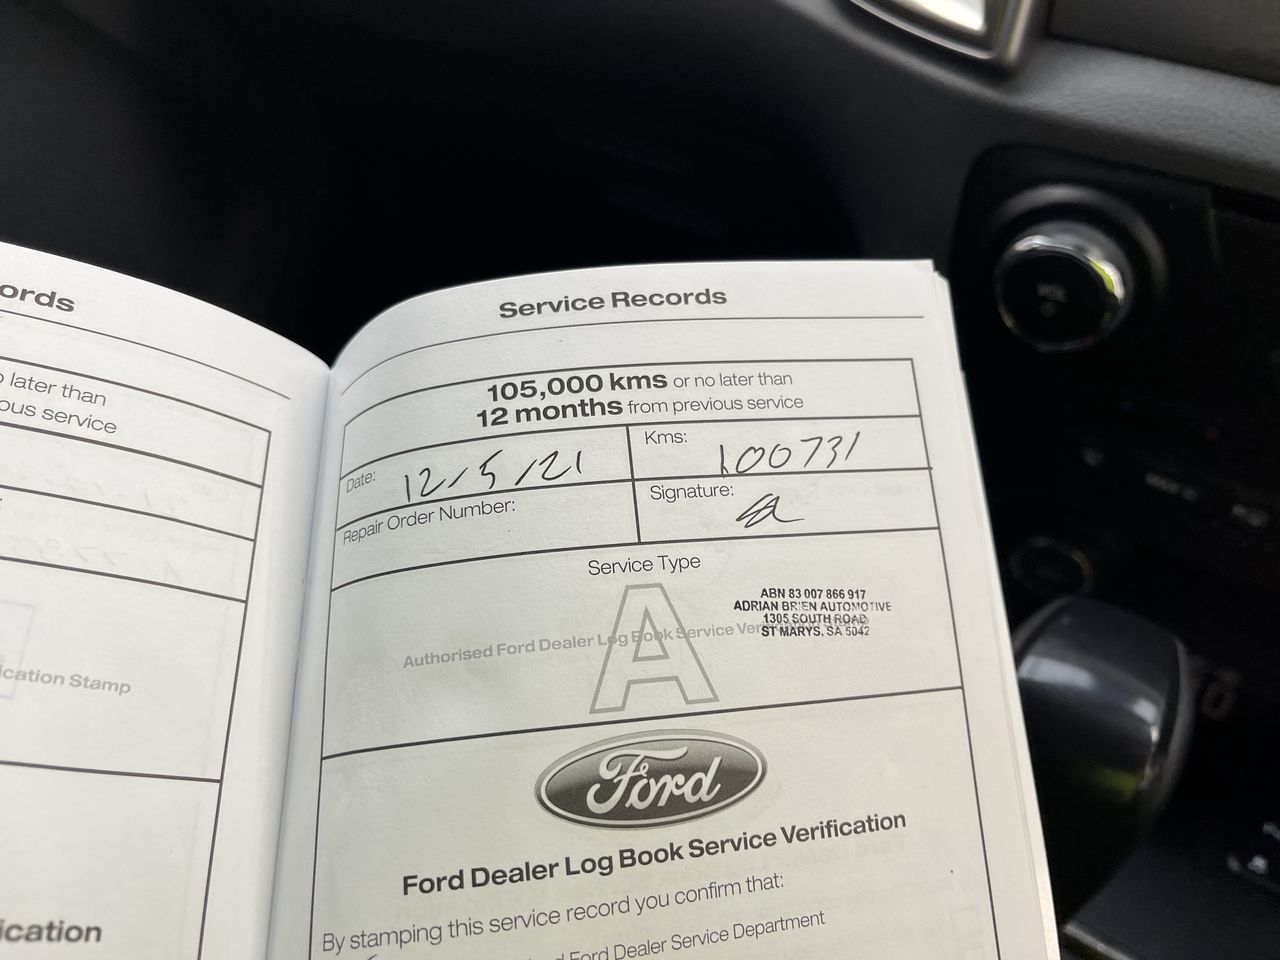 ords
later than
ous service
cation Stamp
ication
Service Records
105,000 kms or no later than
12 months from previous service
Date: 12/5/21
Kms: 100731
Repair Order Number:
Signature:
Service Type
A
Authorised Ford Dealer Log Book Service
ABN 83 007 866 917
ADRIAN BRIEN AUTOMOTIVE
1305 SOUTH ROAD
ST MARYS, SA 5042
Ford
Ford Dealer Log Book Service Verification
By stamping this service record you confirm that:
Ford Dealer Service Department
VOL